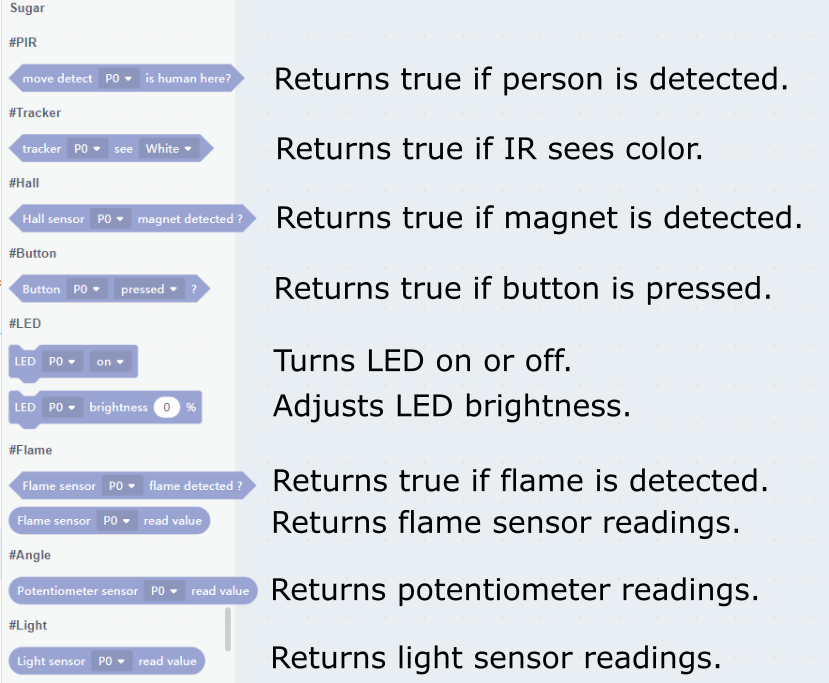 Sugar
#PIR
move detect P0 is human here? Returns true if person is detected.
#Tracker
tracker P0 see White Returns true if IR sees color.
#Hall
Hall sensor P0 magnet detected ? Returns true if magnet is detected.
#Button
Button P0 pressed ? Returns true if button is pressed.
#LED
LED P0 on Turns LED on or off.
LED P0 brightness 0 % Adjusts LED brightness.
#Flame
Flame sensor P0 flame detected ? Returns true if flame is detected.
Flame sensor P0 read value Returns flame sensor readings.
#Angle
Potentiometer sensor P0 read value Returns potentiometer readings.
#Light
Light sensor P0 read value Returns light sensor readings.